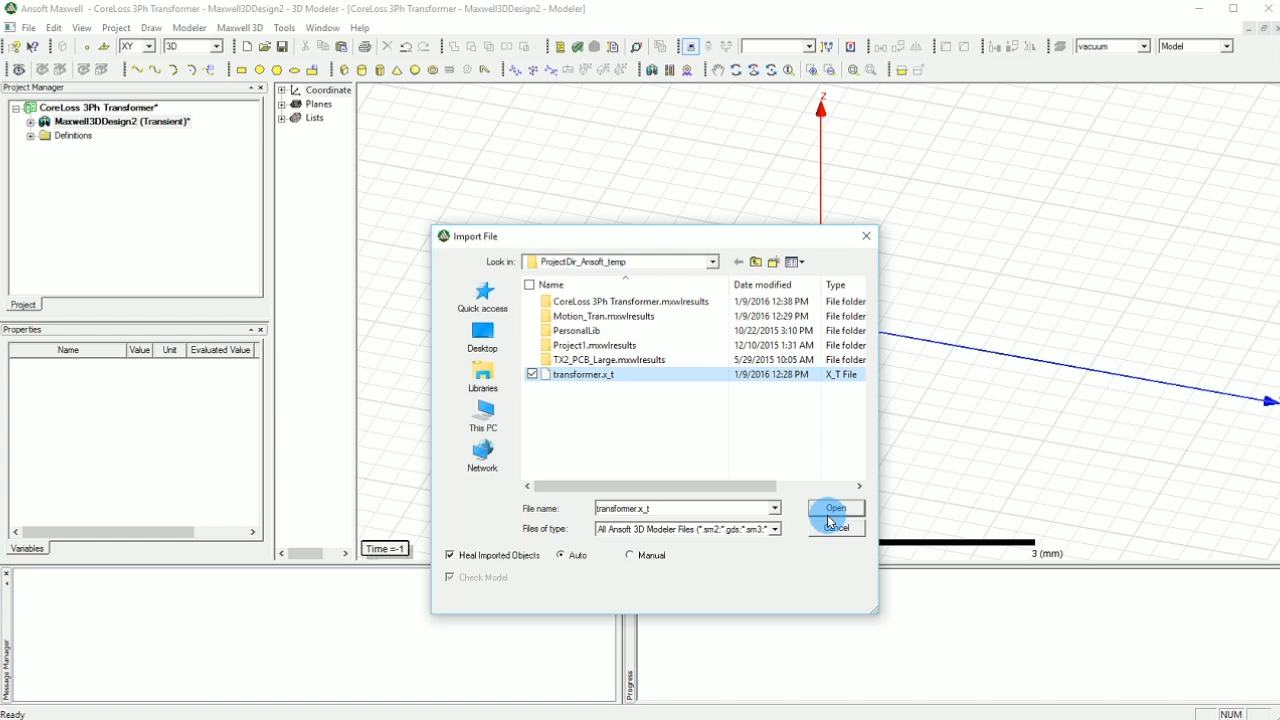 Ansoft Maxwell - CoreLoss 3Ph Transformer - Maxwell3DDesign2 - 3D Modeler - [CoreLoss 3Ph Transformer - Maxwell3DDesign2 - Modeler]
File Edit View Project Draw Modeler Maxwell 3D Tools Window Help
XY 3D vacuum Model
Project Manager
CoreLoss 3Ph Transformer*
Maxwell3DDesign2 (Transient)*
Definitions
Project
Properties
Name Value Unit Evaluated Value
Variables
Coordinate
Planes
Lists
Z
Time =-1
3 (mm)
Import File
Look in: ProjectDir_Ansoft_temp
Quick access
Desktop
Libraries
This PC
Network
Name Date modified Type
CoreLoss 3Ph Transformer.mxwlresults 1/9/2016 12:38 PM File folder
Motion_Tran.mxwlresults 1/9/2016 12:29 PM File folder
PersonalLib 10/22/2015 3:10 PM File folder
Project1.mxwlresults 12/10/2015 1:31 AM File folder
TX2_PCB_Large.mxwlresults 5/29/2015 10:05 AM File folder
transformer.x_t 1/9/2016 12:28 PM X_T File
File name: transformer.x_t Open
Files of type: All Ansoft 3D Modeler Files (*.sm2;*.gds;*.sm3;* Cancel
Heal Imported Objects Auto Manual
Check Model
Message Manager
Progress
Ready
NUM